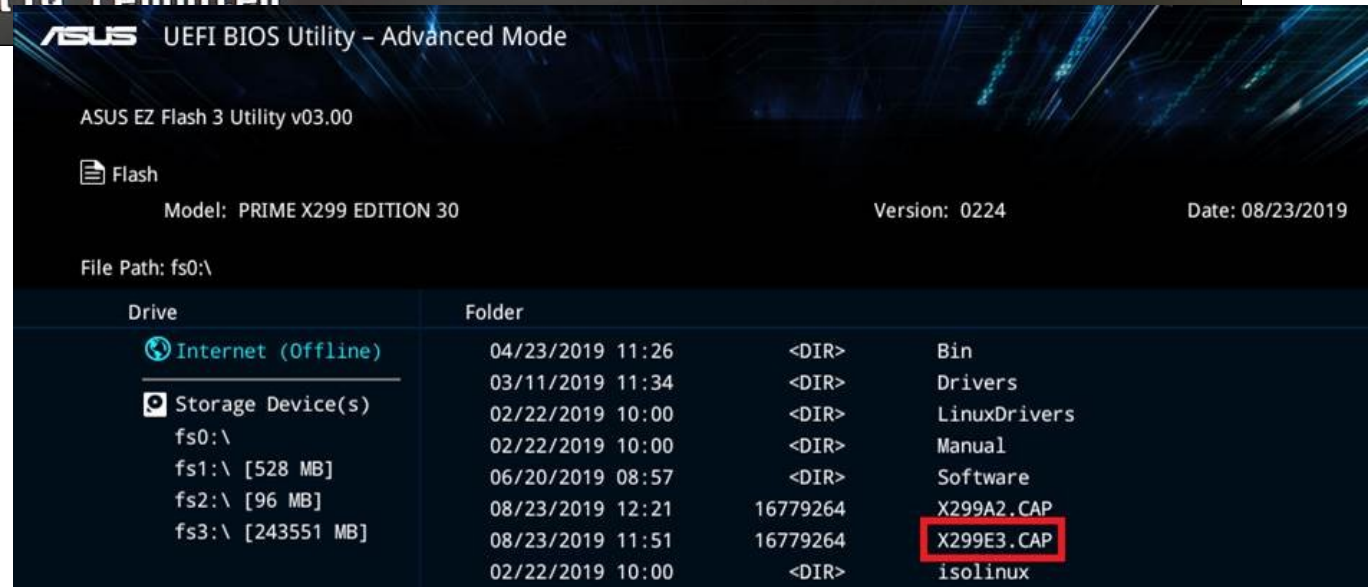 ASUS UEFI BIOS Utility – Advanced Mode
ASUS EZ Flash 3 Utility v03.00
Flash
Model: PRIME X299 EDITION 30 Version: 0224 Date: 08/23/2019
File Path: fs0:\
Drive Folder
Internet (Offline) 04/23/2019 11:26 <DIR> Bin
03/11/2019 11:34 <DIR> Drivers
Storage Device(s) 02/22/2019 10:00 <DIR> LinuxDrivers
fs0:\ 02/22/2019 10:00 <DIR> Manual
fs1:\ [528 MB] 06/20/2019 08:57 <DIR> Software
fs2:\ [96 MB] 08/23/2019 12:21 16779264 X299A2.CAP
fs3:\ [243551 MB] 08/23/2019 11:51 16779264 X299E3.CAP
02/22/2019 10:00 <DIR> isolinux